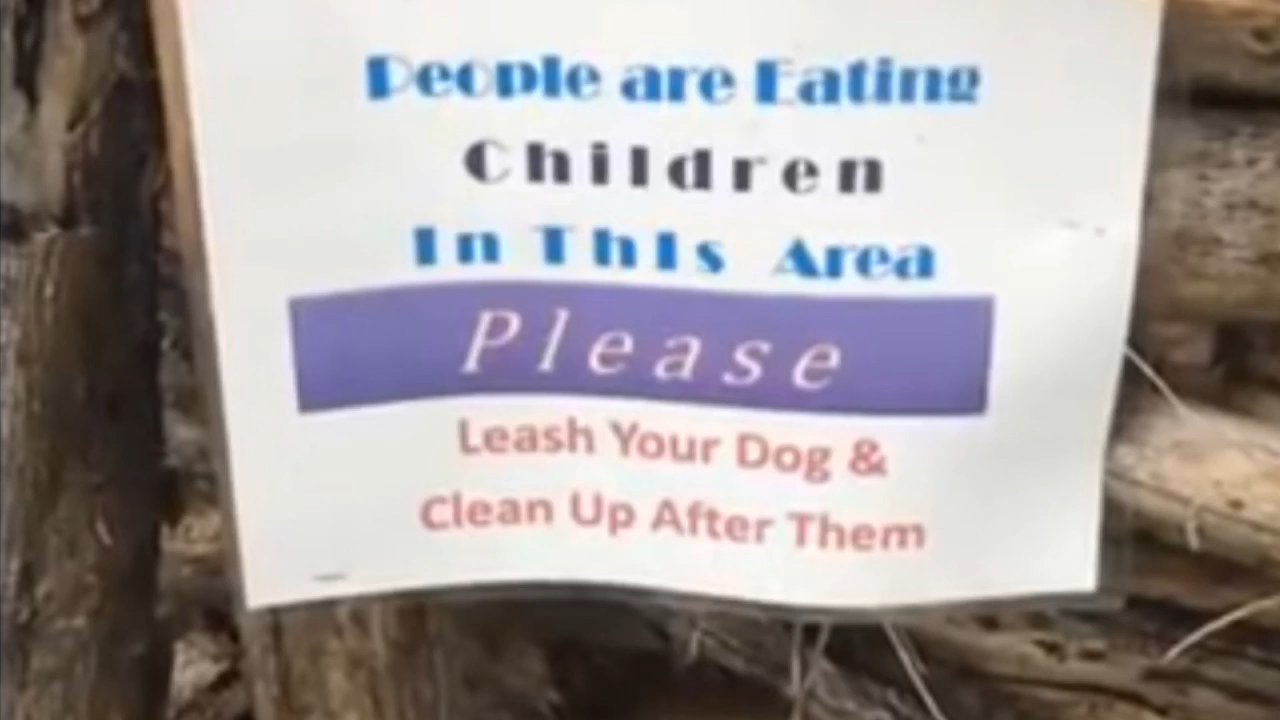 People are Eating
Children
In ThIs Area
Please
Leash Your Dog &
Clean Up After Them